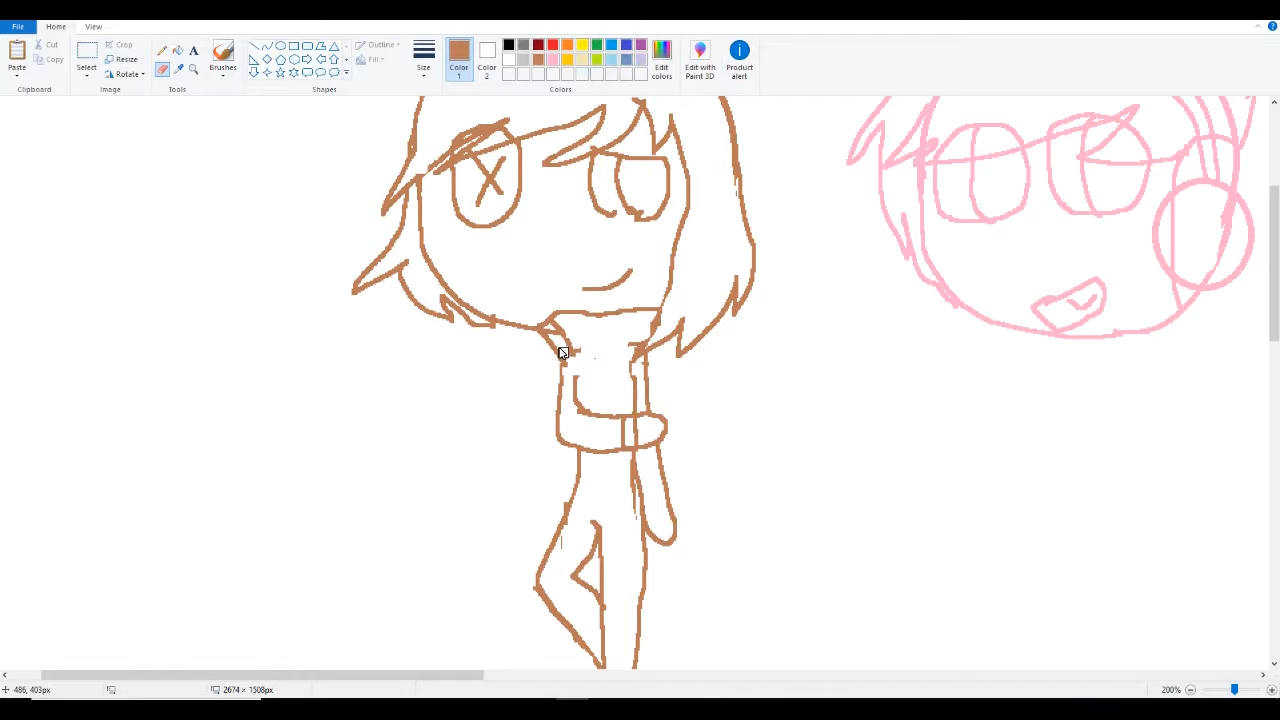 File Home View
Paste Cut Copy
Clipboard
Select Crop Resize Rotate
Image
A
Tools
Brushes
Shapes
Outline Fill
Size
Color 1
Color 2
Colors
Edit colors
Edit with Paint 3D
Product alert
486, 403px
2674 × 1508px
200%